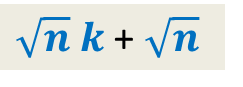 √n k + √n